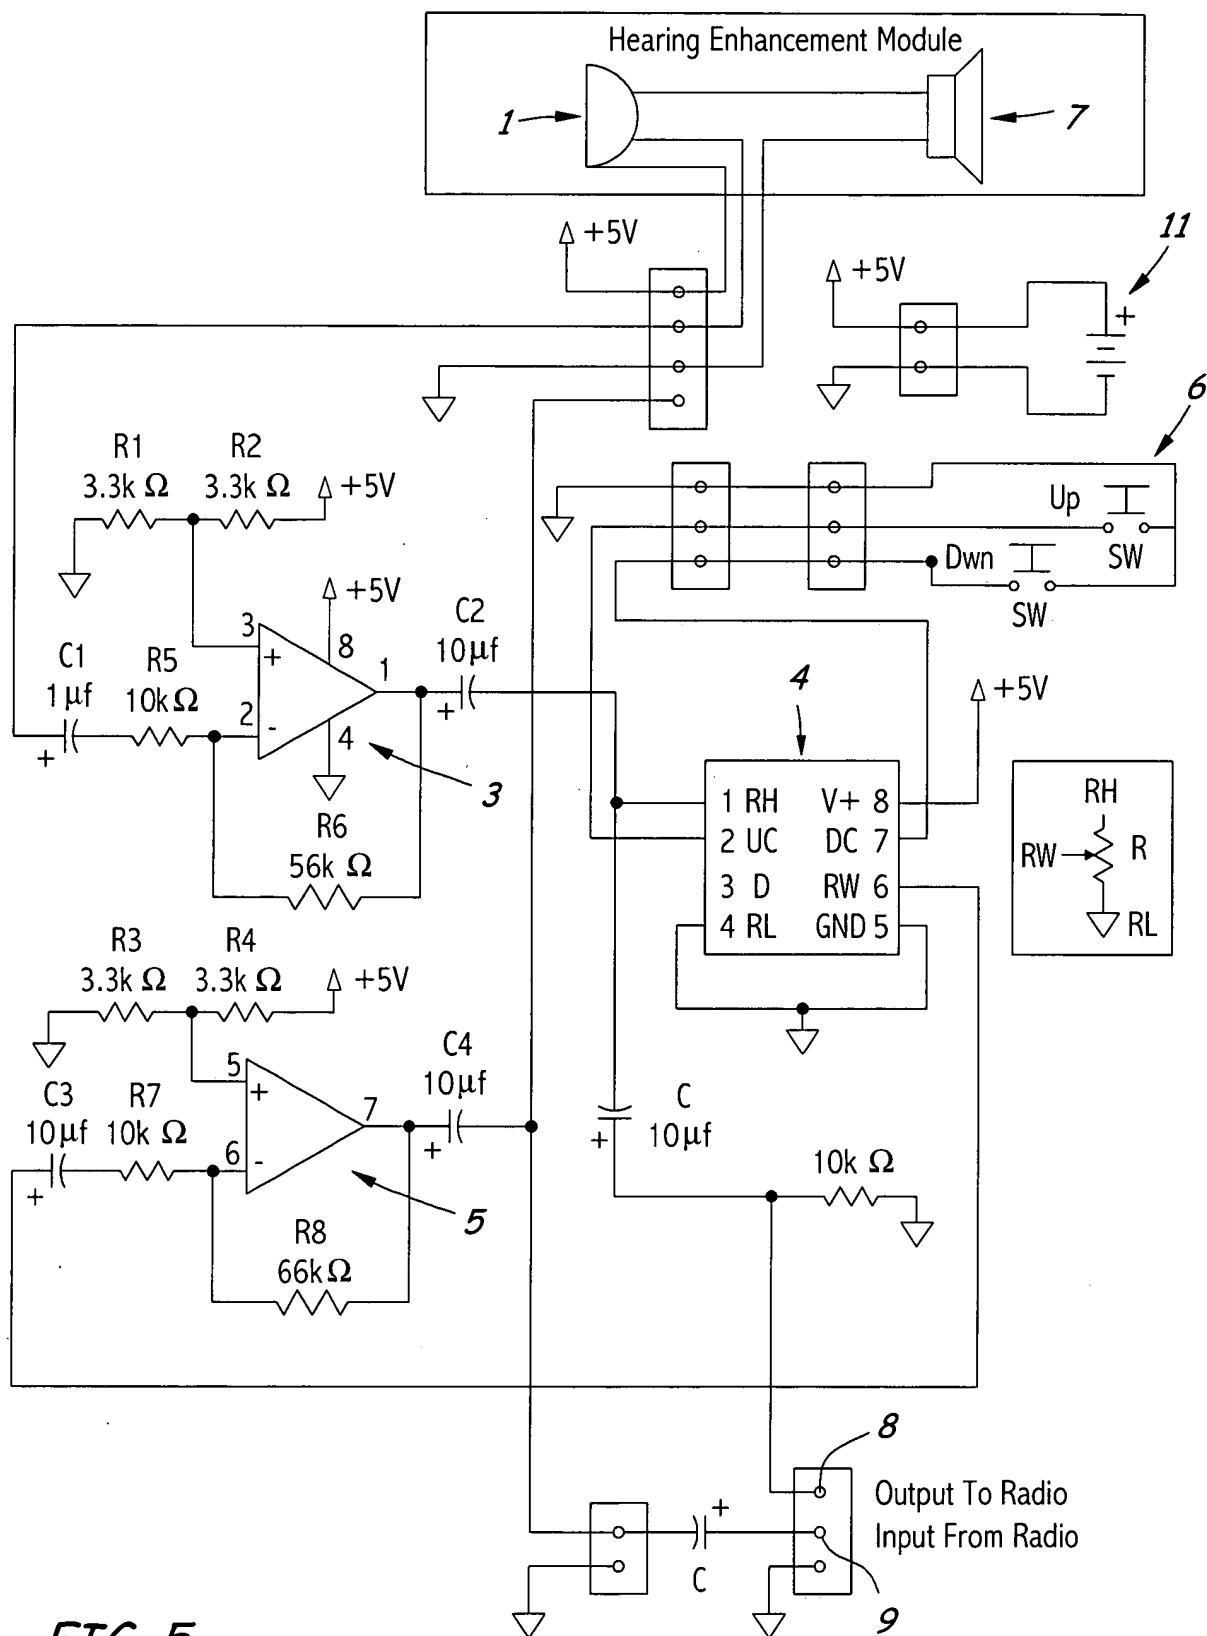 Hearing Enhancement Module
1
7
+5V
+5V
11
+
6
R1
3.3k Ω
R2
3.3k Ω
+5V
Up
SW
Dwn
SW
+5V
3
+
8
1
2
-
4
C1
1µf
+
R5
10kΩ
C2
10µf
+
3
R6
56k Ω
4
+5V
1 RH V+ 8
2 UC DC 7
3 D RW 6
4 RL GND 5
RH
RW
R
RL
R3
3.3k Ω
R4
3.3k Ω
+5V
C3
10µf
+
R7
10k Ω
5
+
7
6
-
C4
10µf
+
5
R8
66kΩ
C
10µf
+
10k Ω
8
Output To Radio
Input From Radio
+
C
9
FIG. 5